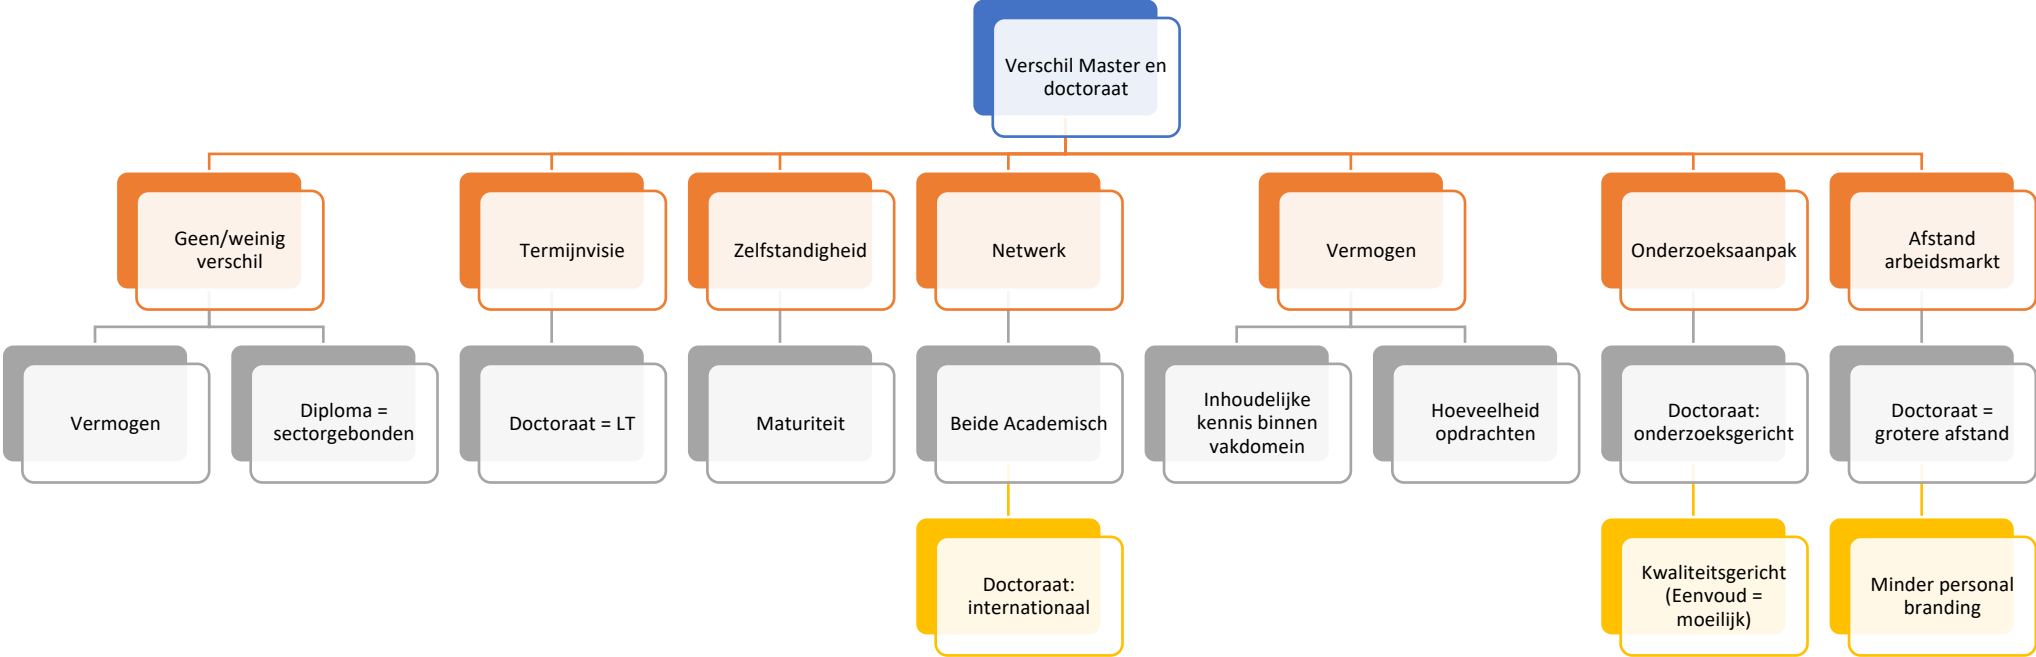 Verschil Master en
doctoraat
Geen/weinig
verschil
Termijnvisie
Zelfstandigheid
Netwerk
Vermogen
Onderzoeksaanpak
Afstand
arbeidsmarkt
Vermogen
Diploma =
sectorgebonden
Doctoraat = LT
Maturiteit
Beide Academisch
Inhoudelijke
kennis binnen
vakdomein
Hoeveelheid
opdrachten
Doctoraat:
onderzoeksgericht
Doctoraat =
grotere afstand
Doctoraat:
internationaal
Kwaliteitsgericht
(Eenvoud =
moeilijk)
Minder personal
branding